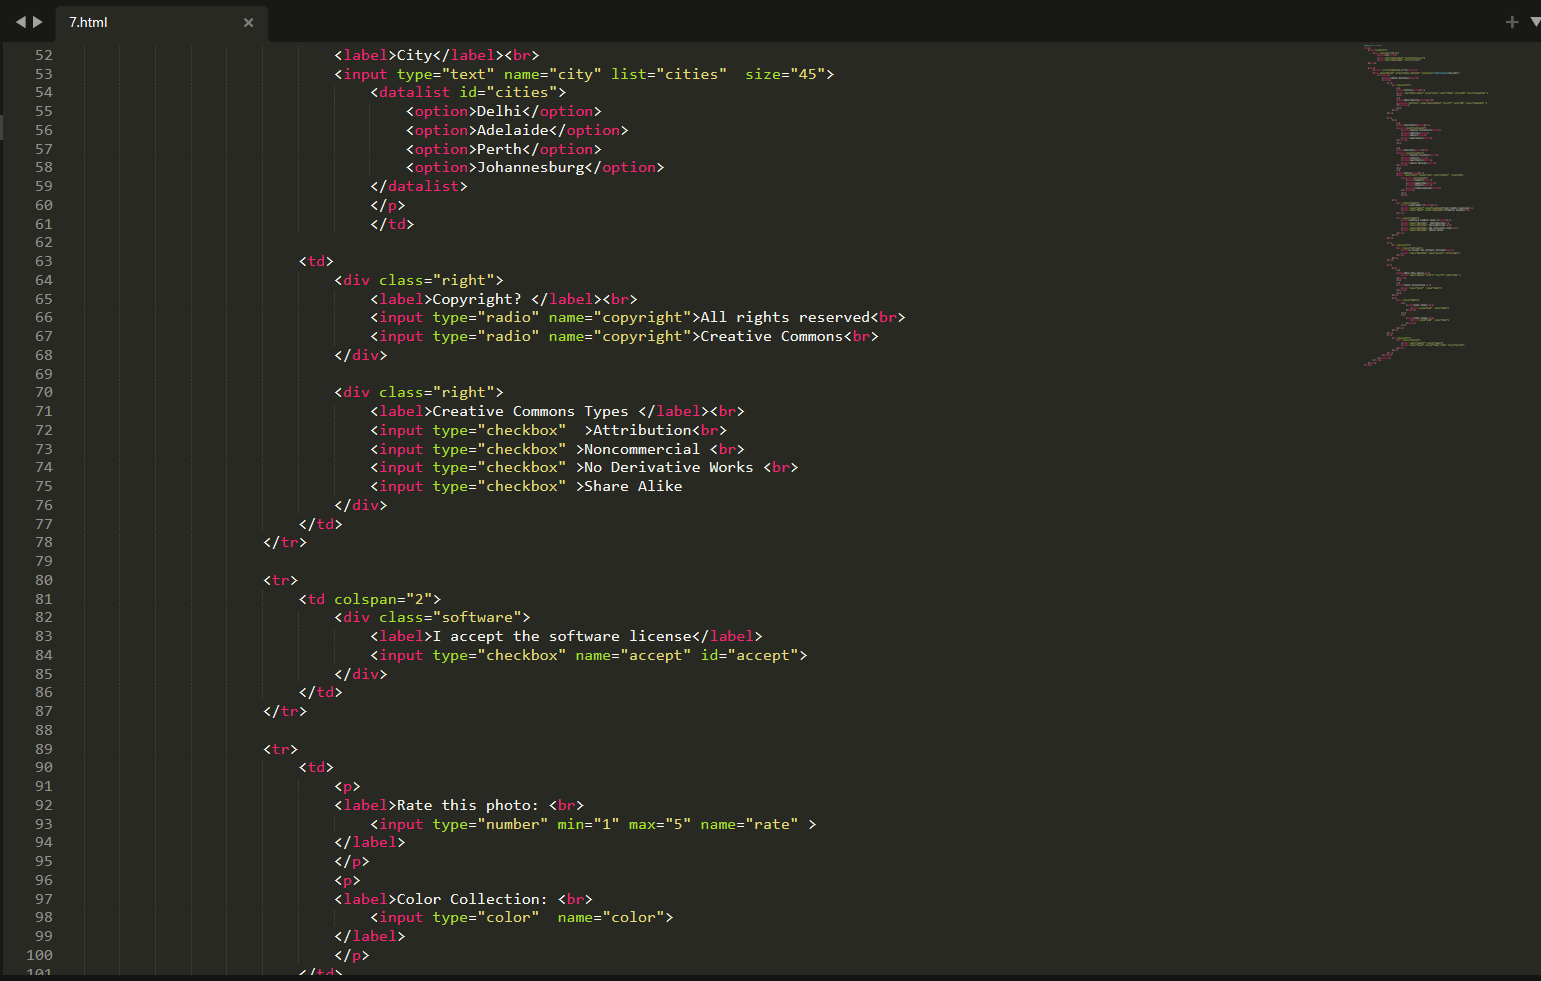 7.html
52 <label>City</label><br>
53 <input type="text" name="city" list="cities"  size="45">
54 <datalist id="cities">
55 <option>Delhi</option>
56 <option>Adelaide</option>
57 <option>Perth</option>
58 <option>Johannesburg</option>
59 </datalist>
60 </p>
61 </td>
62
63 <td>
64 <div class="right">
65 <label>Copyright? </label><br>
66 <input type="radio" name="copyright">All rights reserved<br>
67 <input type="radio" name="copyright">Creative Commons<br>
68 </div>
69
70 <div class="right">
71 <label>Creative Commons Types </label><br>
72 <input type="checkbox"  >Attribution<br>
73 <input type="checkbox" >Noncommercial <br>
74 <input type="checkbox" >No Derivative Works <br>
75 <input type="checkbox" >Share Alike
76 </div>
77 </td>
78 </tr>
79
80 <tr>
81 <td colspan="2">
82 <div class="software">
83 <label>I accept the software license</label>
84 <input type="checkbox" name="accept" id="accept">
85 </div>
86 </td>
87 </tr>
88
89 <tr>
90 <td>
91 <p>
92 <label>Rate this photo: <br>
93 <input type="number" min="1" max="5" name="rate" >
94 </label>
95 </p>
96 <p>
97 <label>Color Collection: <br>
98 <input type="color"  name="color">
99 </label>
100 </p>
101 </td>